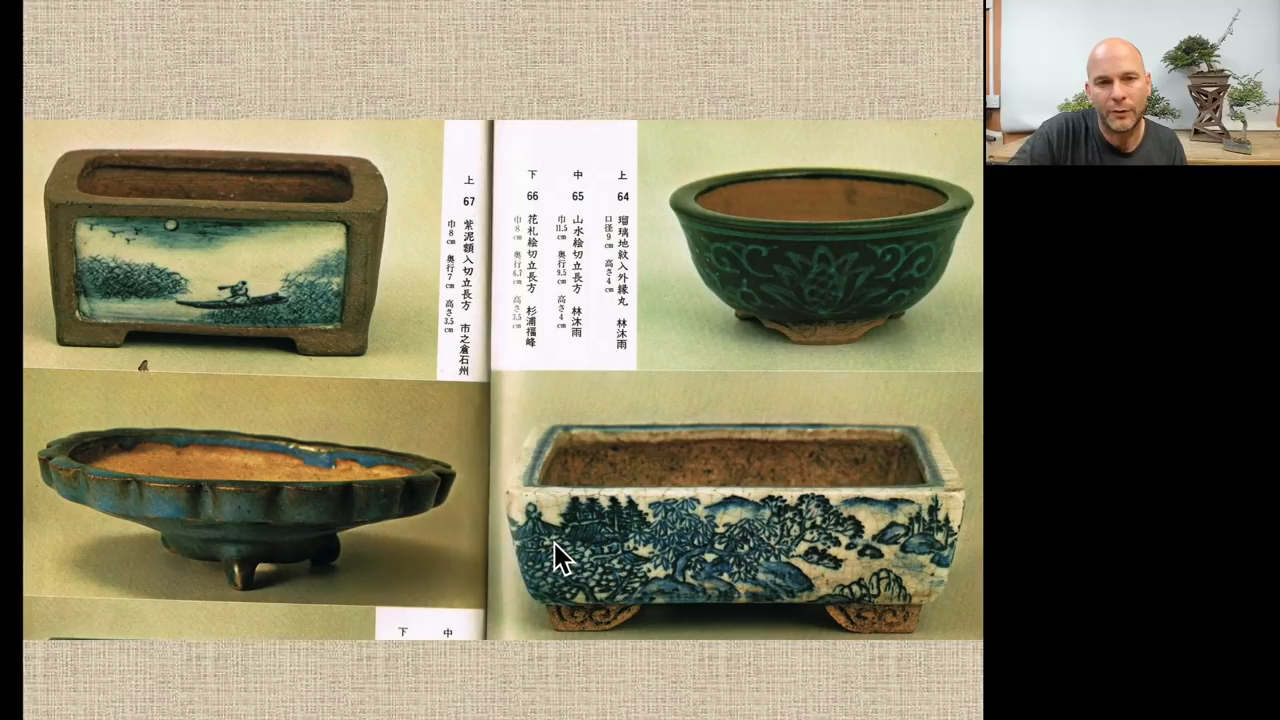 上 64 瑠璃地紋入外縁丸 林沐雨
口径9cm 高さ4cm
中 65 山水絵切立長方 林沐雨
巾11.5cm 奥行9.5cm 高さ4cm
下 66 花札絵切立長方 杉浦福峰
巾8cm 奥行6.7cm 高さ3.5cm
上 67 紫泥額入切立長方 市之倉石州
巾8cm 奥行7cm 高さ3.5cm
中
下